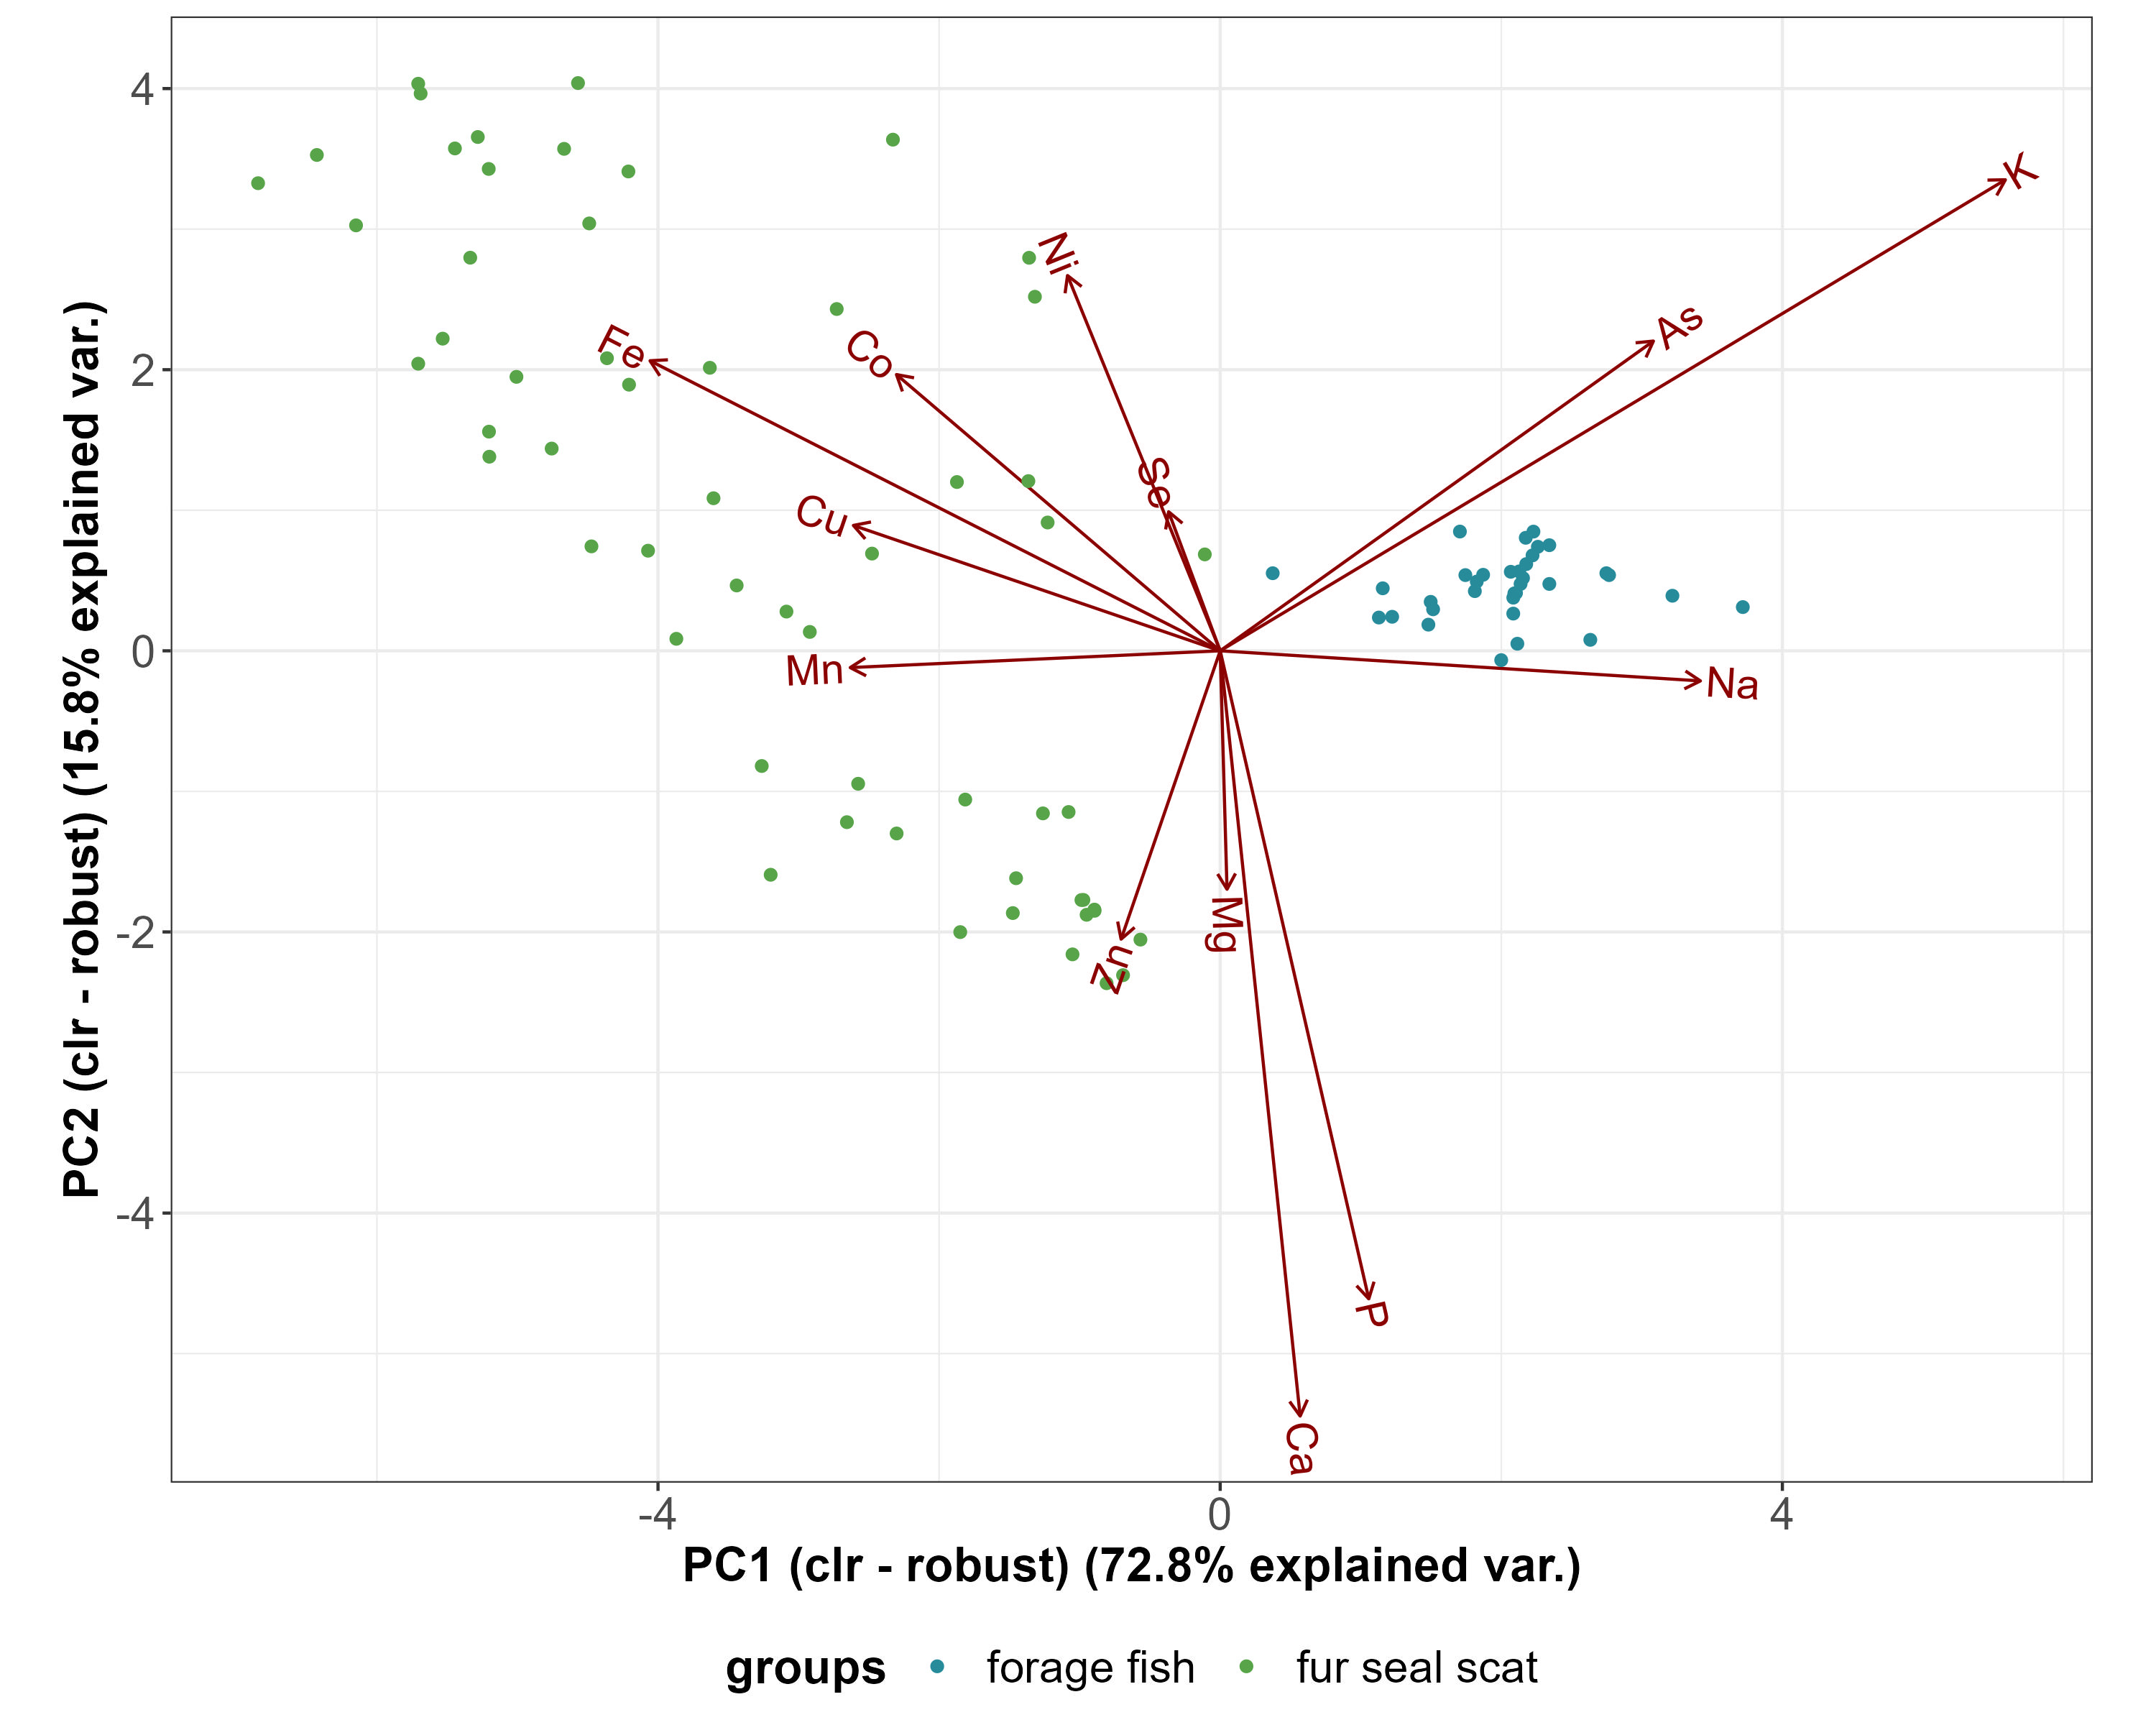 PC2 (clr - robust) (15.8% explained var.)
4
2
0
-2
-4
K
Ni
As
Fe
Co
Se
Cu
Mn
Na
Mg
Zn
P
Ca
-4
0
4
PC1 (clr - robust) (72.8% explained var.)
groups forage fish fur seal scat